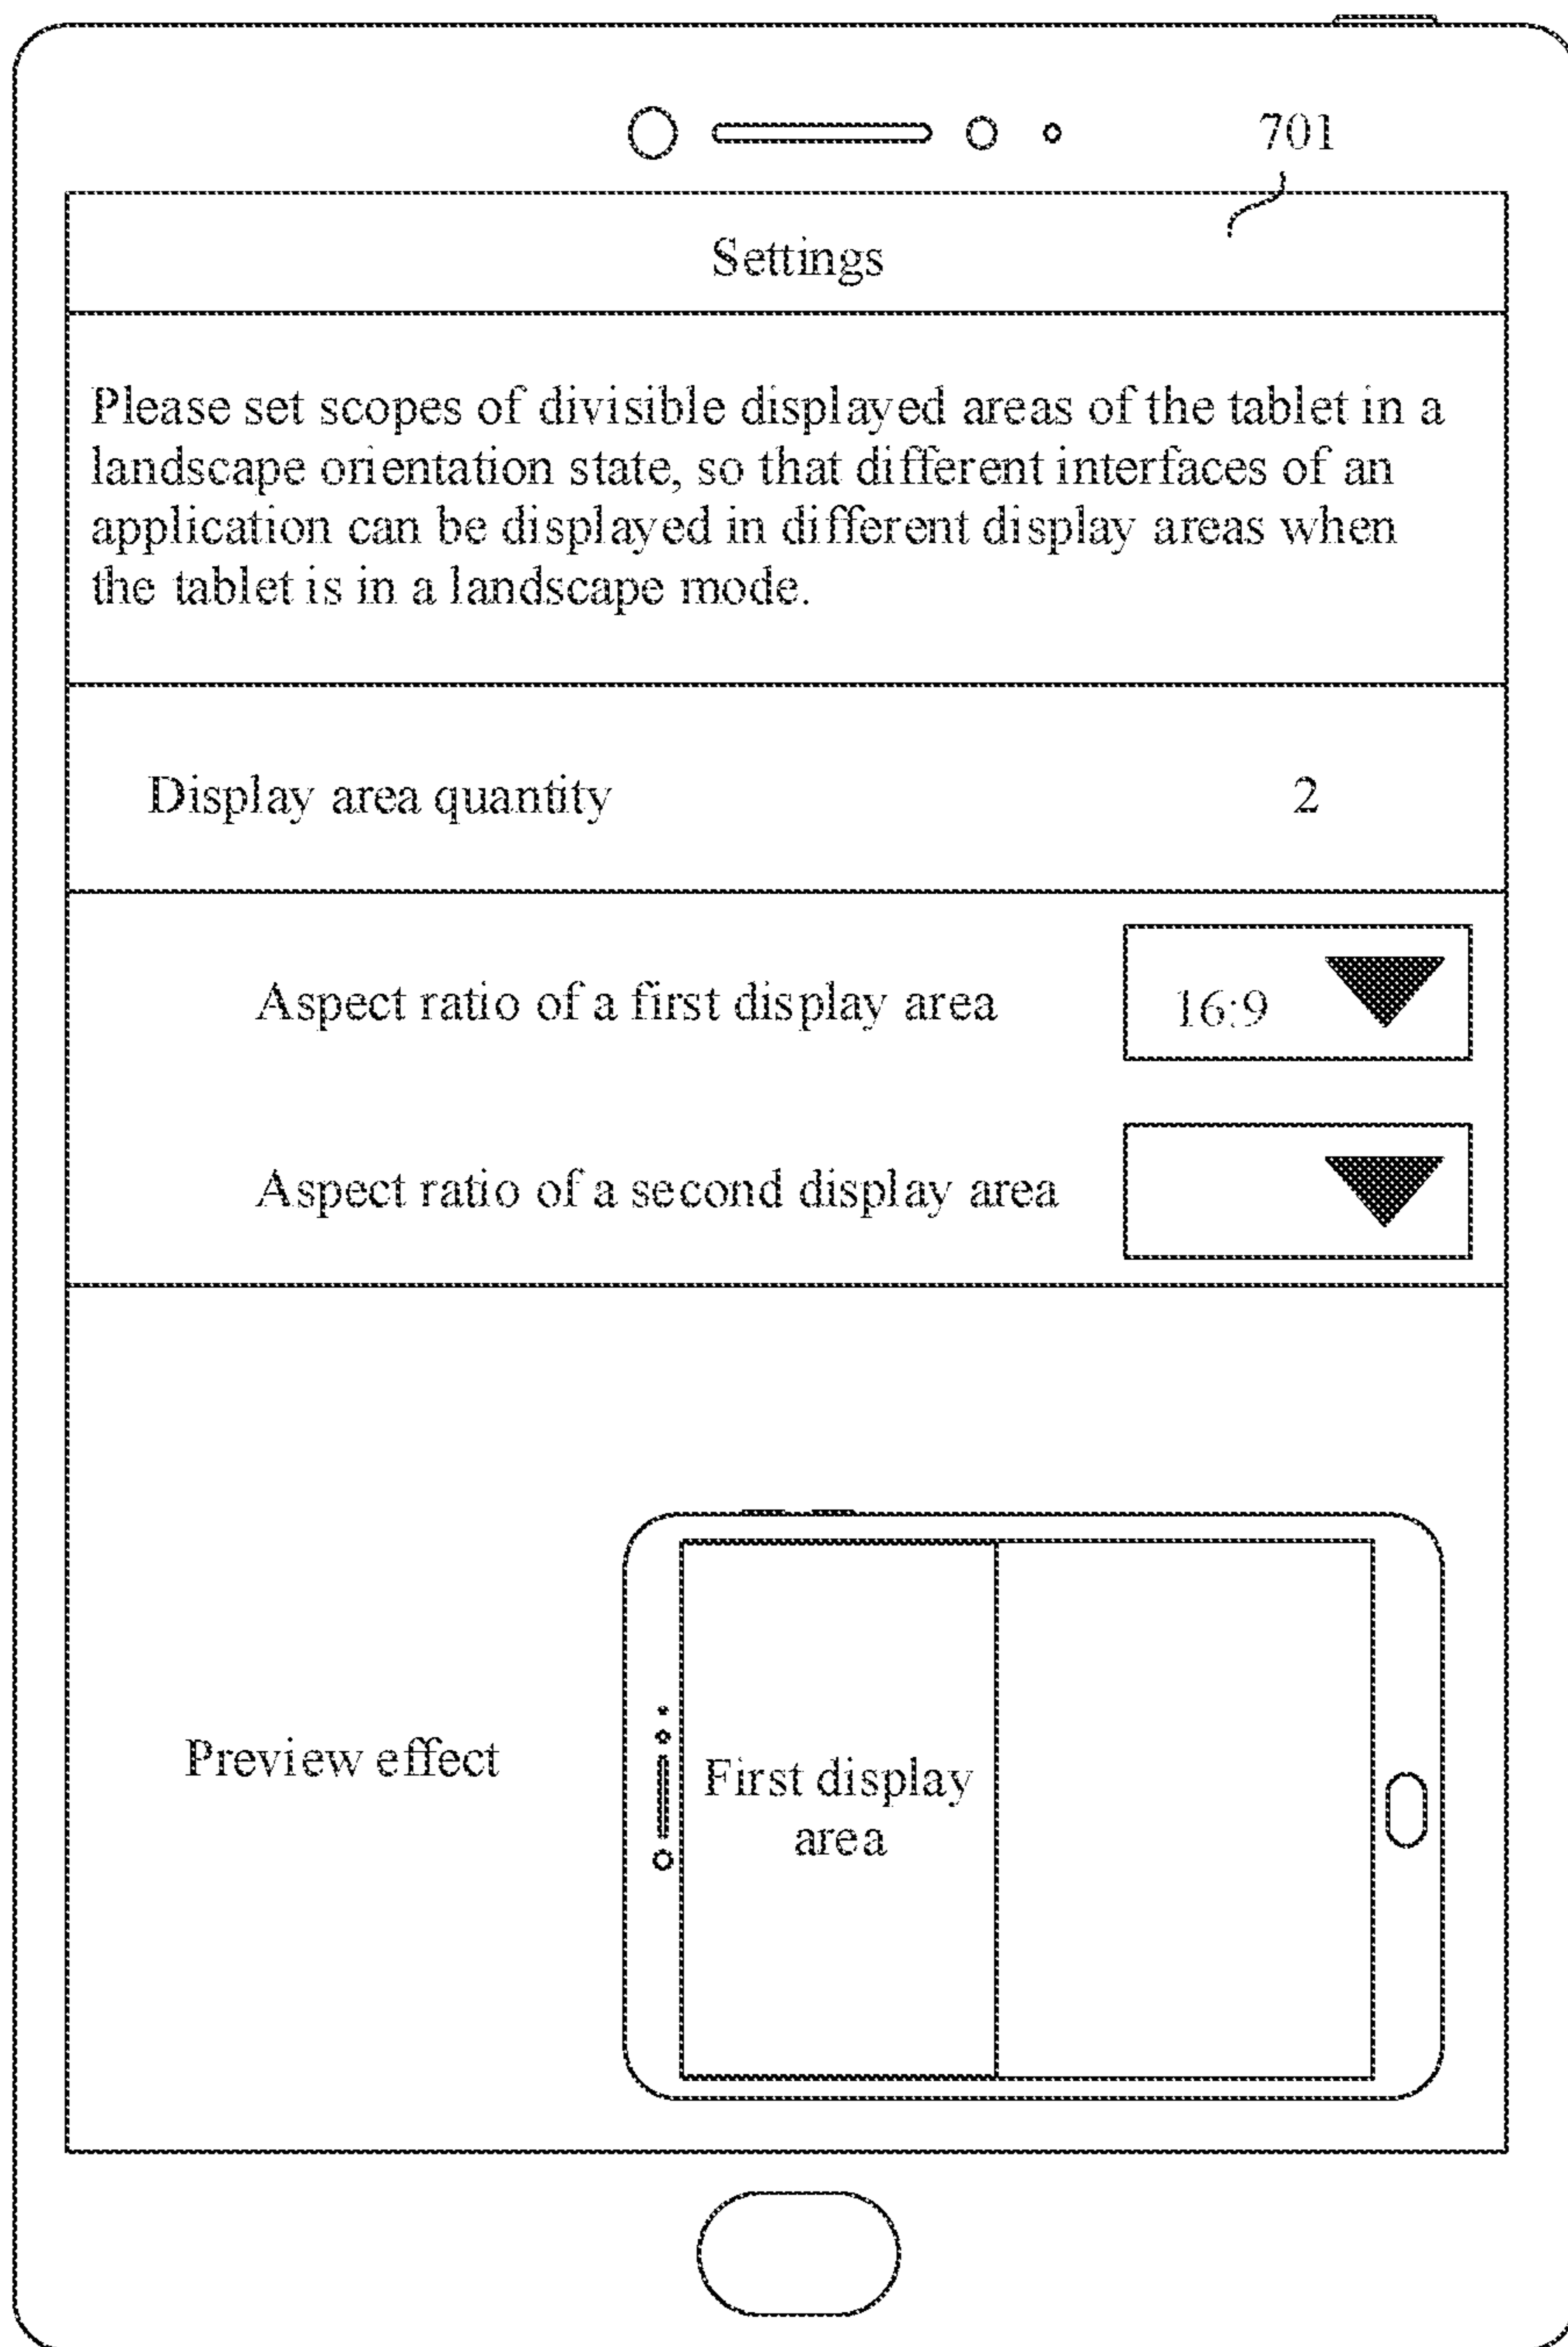 701
Settings
Please set scopes of divisible displayed areas of the tablet in a
landscape orientation state, so that different interfaces of an
application can be displayed in different display areas when
the tablet is in a landscape mode.
Display area quantity 2
Aspect ratio of a first display area 16:9
Aspect ratio of a second display area
Preview effect
First display
area